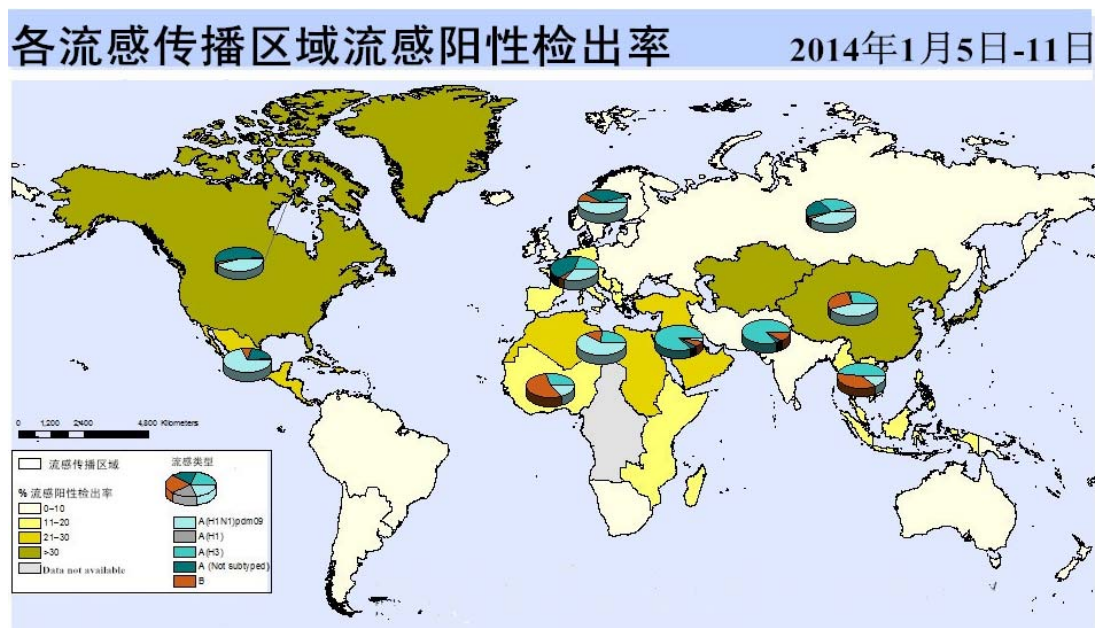 各流感传播区域流感阳性检出率 2014年1月5日-11日
0 1,200 2,400 4,800 Kilometers
流感传播区域
% 流感阳性检出率
0-10
11-20
21-30
>30
Data not available
流感类型
A(H1N1)pdm09
A(H1)
A(H3)
A (Not subtyped)
B